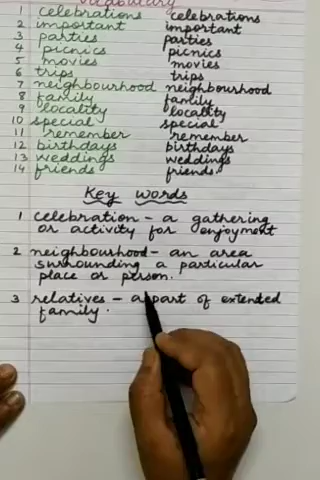 Vocabulary
1 celebrations celebrations
2 important important
3 parties parties
4 picnics picnics
5 movies movies
6 trips trips
7 neighbourhood neighbourhood
8 family family
9 locality locality
10 special special
11 remember remember
12 birthdays birthdays
13 weddings weddings
14 friends friends.
Key words
1 celebration - a gathering
or activity for enjoyment
2 neighbourhood - an area
surrounding a particular
place or person.
3 relatives - a part of extended
family.